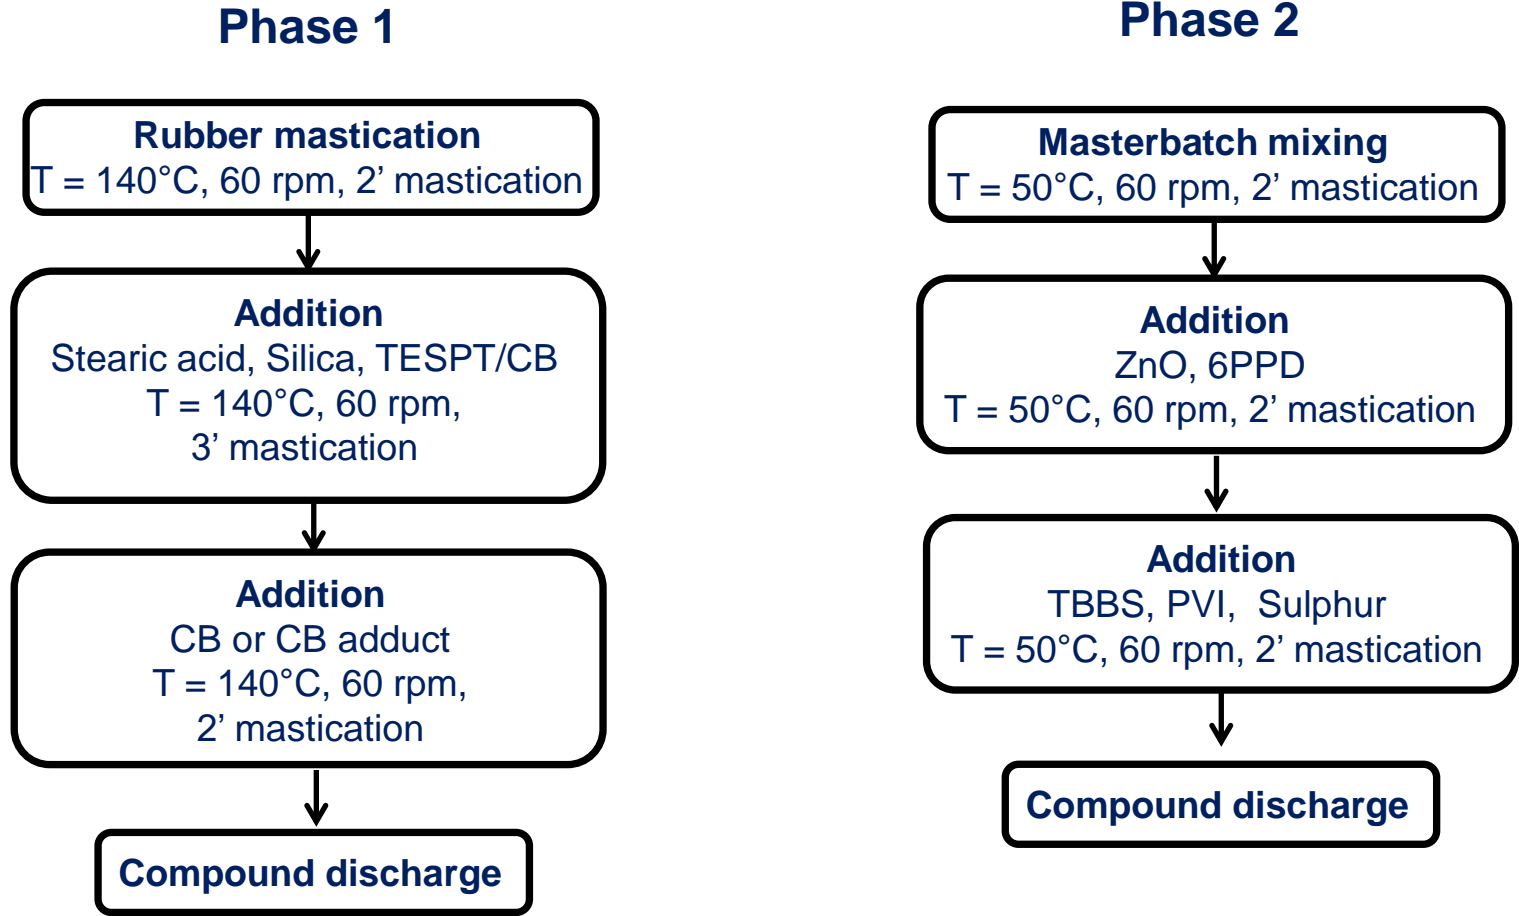 Phase 1
Rubber mastication
T = 140°C, 60 rpm, 2’ mastication
Addition
Stearic acid, Silica, TESPT/CB
T = 140°C, 60 rpm,
3’ mastication
Addition
CB or CB adduct
T = 140°C, 60 rpm,
2’ mastication
Compound discharge
Phase 2
Masterbatch mixing
T = 50°C, 60 rpm, 2’ mastication
Addition
ZnO, 6PPD
T = 50°C, 60 rpm, 2’ mastication
Addition
TBBS, PVI, Sulphur
T = 50°C, 60 rpm, 2’ mastication
Compound discharge